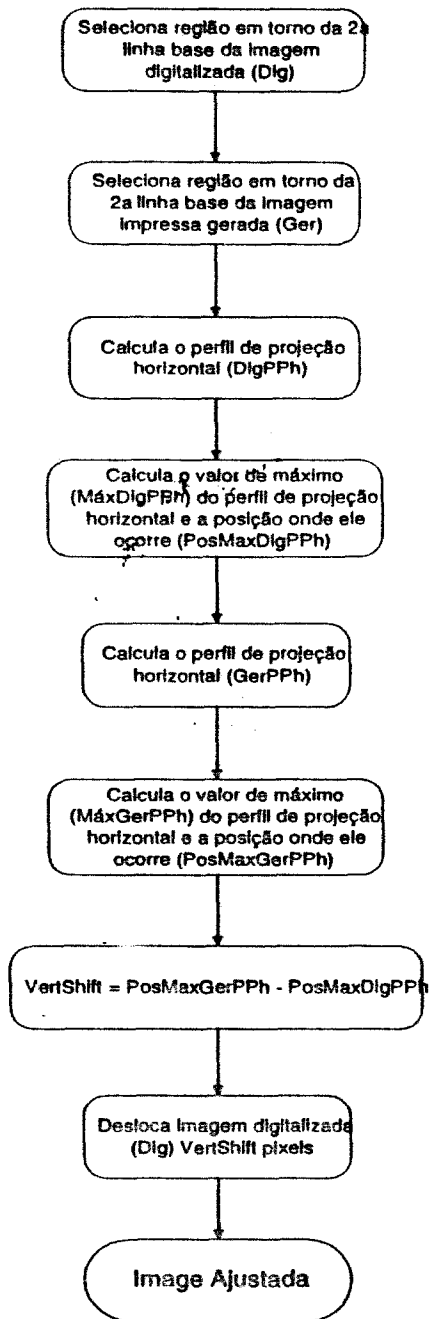 Seleciona região em torno da 2a
linha base da imagem
digitalizada (Dig)
Seleciona região em torno da
2a linha base da imagem
impressa gerada (Ger)
Calcula o perfil de projeção
horizontal (DigPPh)
Calcula o valor de máximo
(MáxDigPPh) do perfil de projeção
horizontal e a posição onde ele
ocorre (PosMaxDigPPh)
Calcula o perfil de projeção
horizontal (GerPPh)
Calcula o valor de máximo
(MáxGerPPh) do perfil de projeção
horizontal e a posição onde ele
ocorre (PosMaxGerPPh)
VertShift = PosMaxGerPPh - PosMaxDigPPh
Desloca Imagem digitalizada
(Dig) VertShift pixels
Image Ajustada